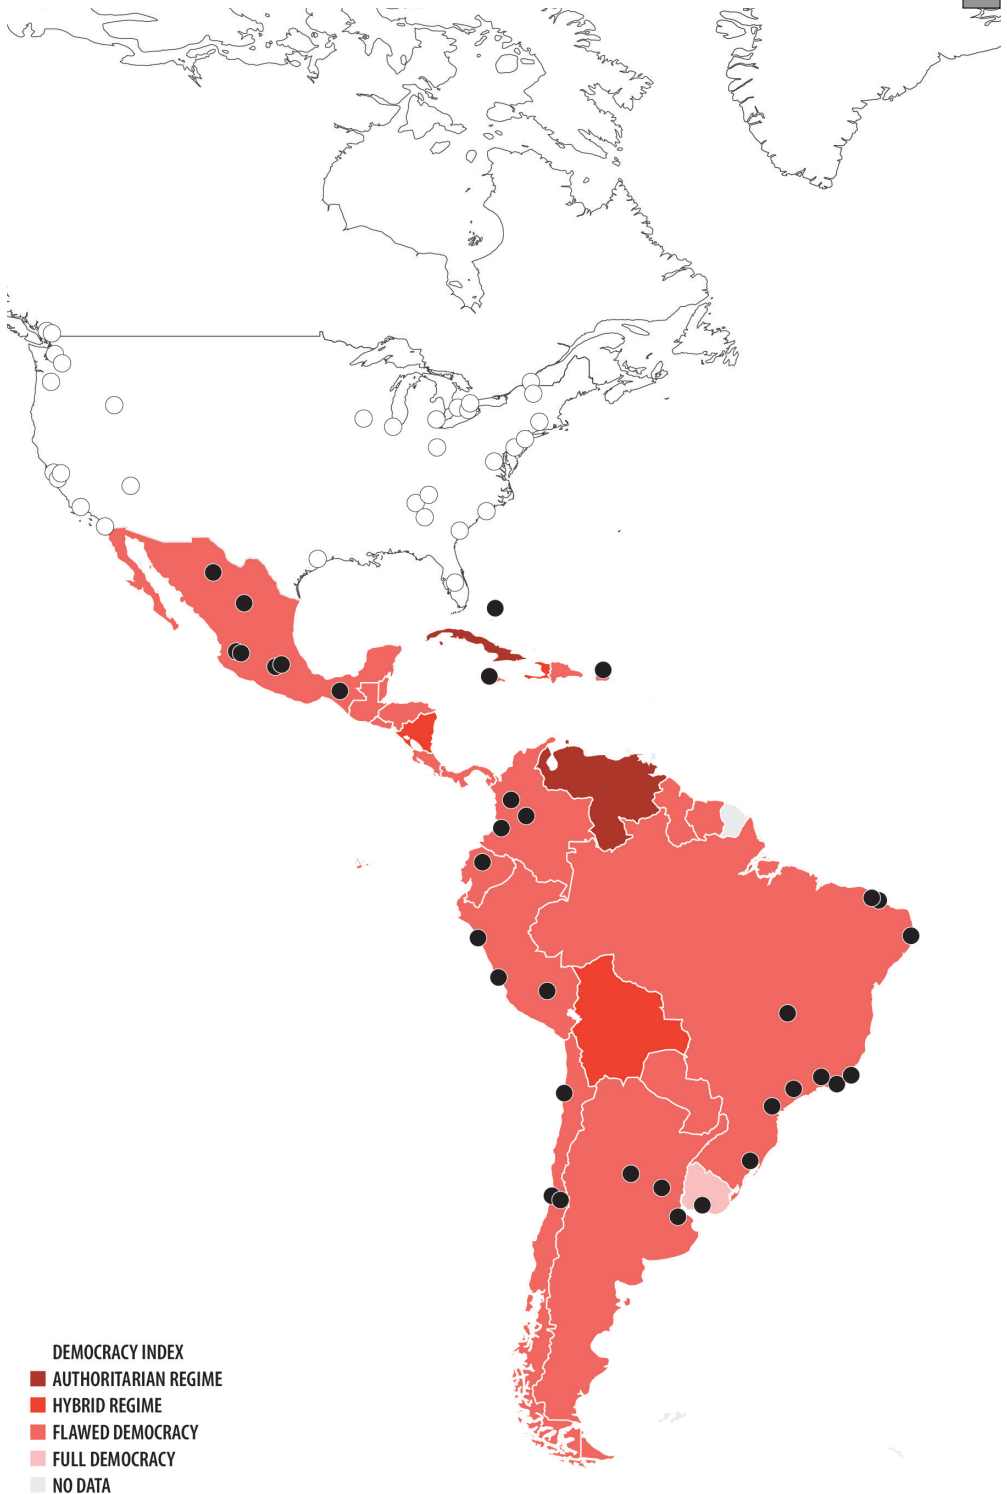 DEMOCRACY INDEX
AUTHORITARIAN REGIME
HYBRID REGIME
FLAWED DEMOCRACY
FULL DEMOCRACY
NO DATA